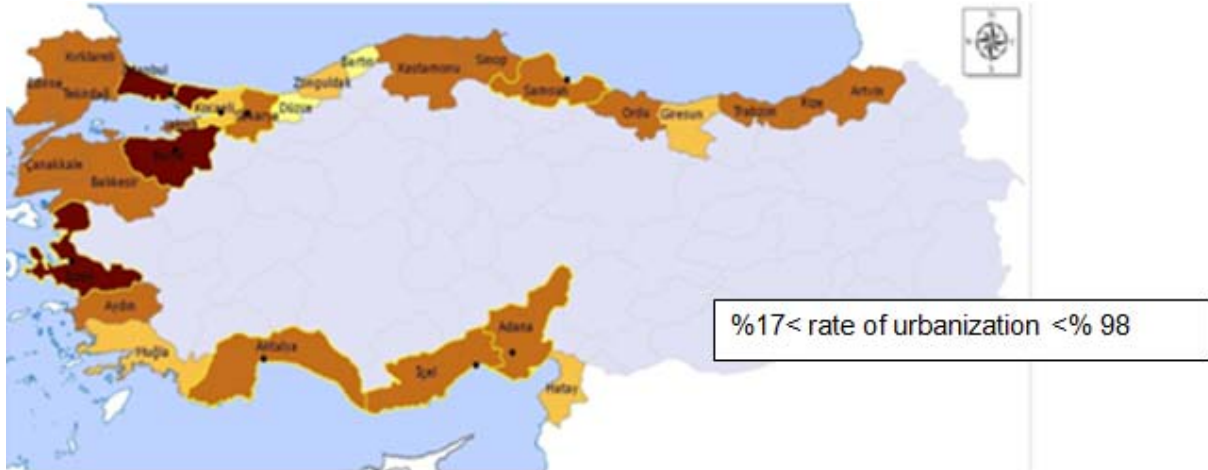 Kırklareli
İstanbul
Edirne
Tekirdağ
Bartın
Zonguldak
Kastamonu
Sinop
Samsun
Kocaeli
Sakarya
Düzce
Ordu
Giresun
Trabzon
Rize
Artvin
Çanakkale
Balıkesir
Aydın
Muğla
Antalya
İçel
Adana
Hatay
%17< rate of urbanization <% 98